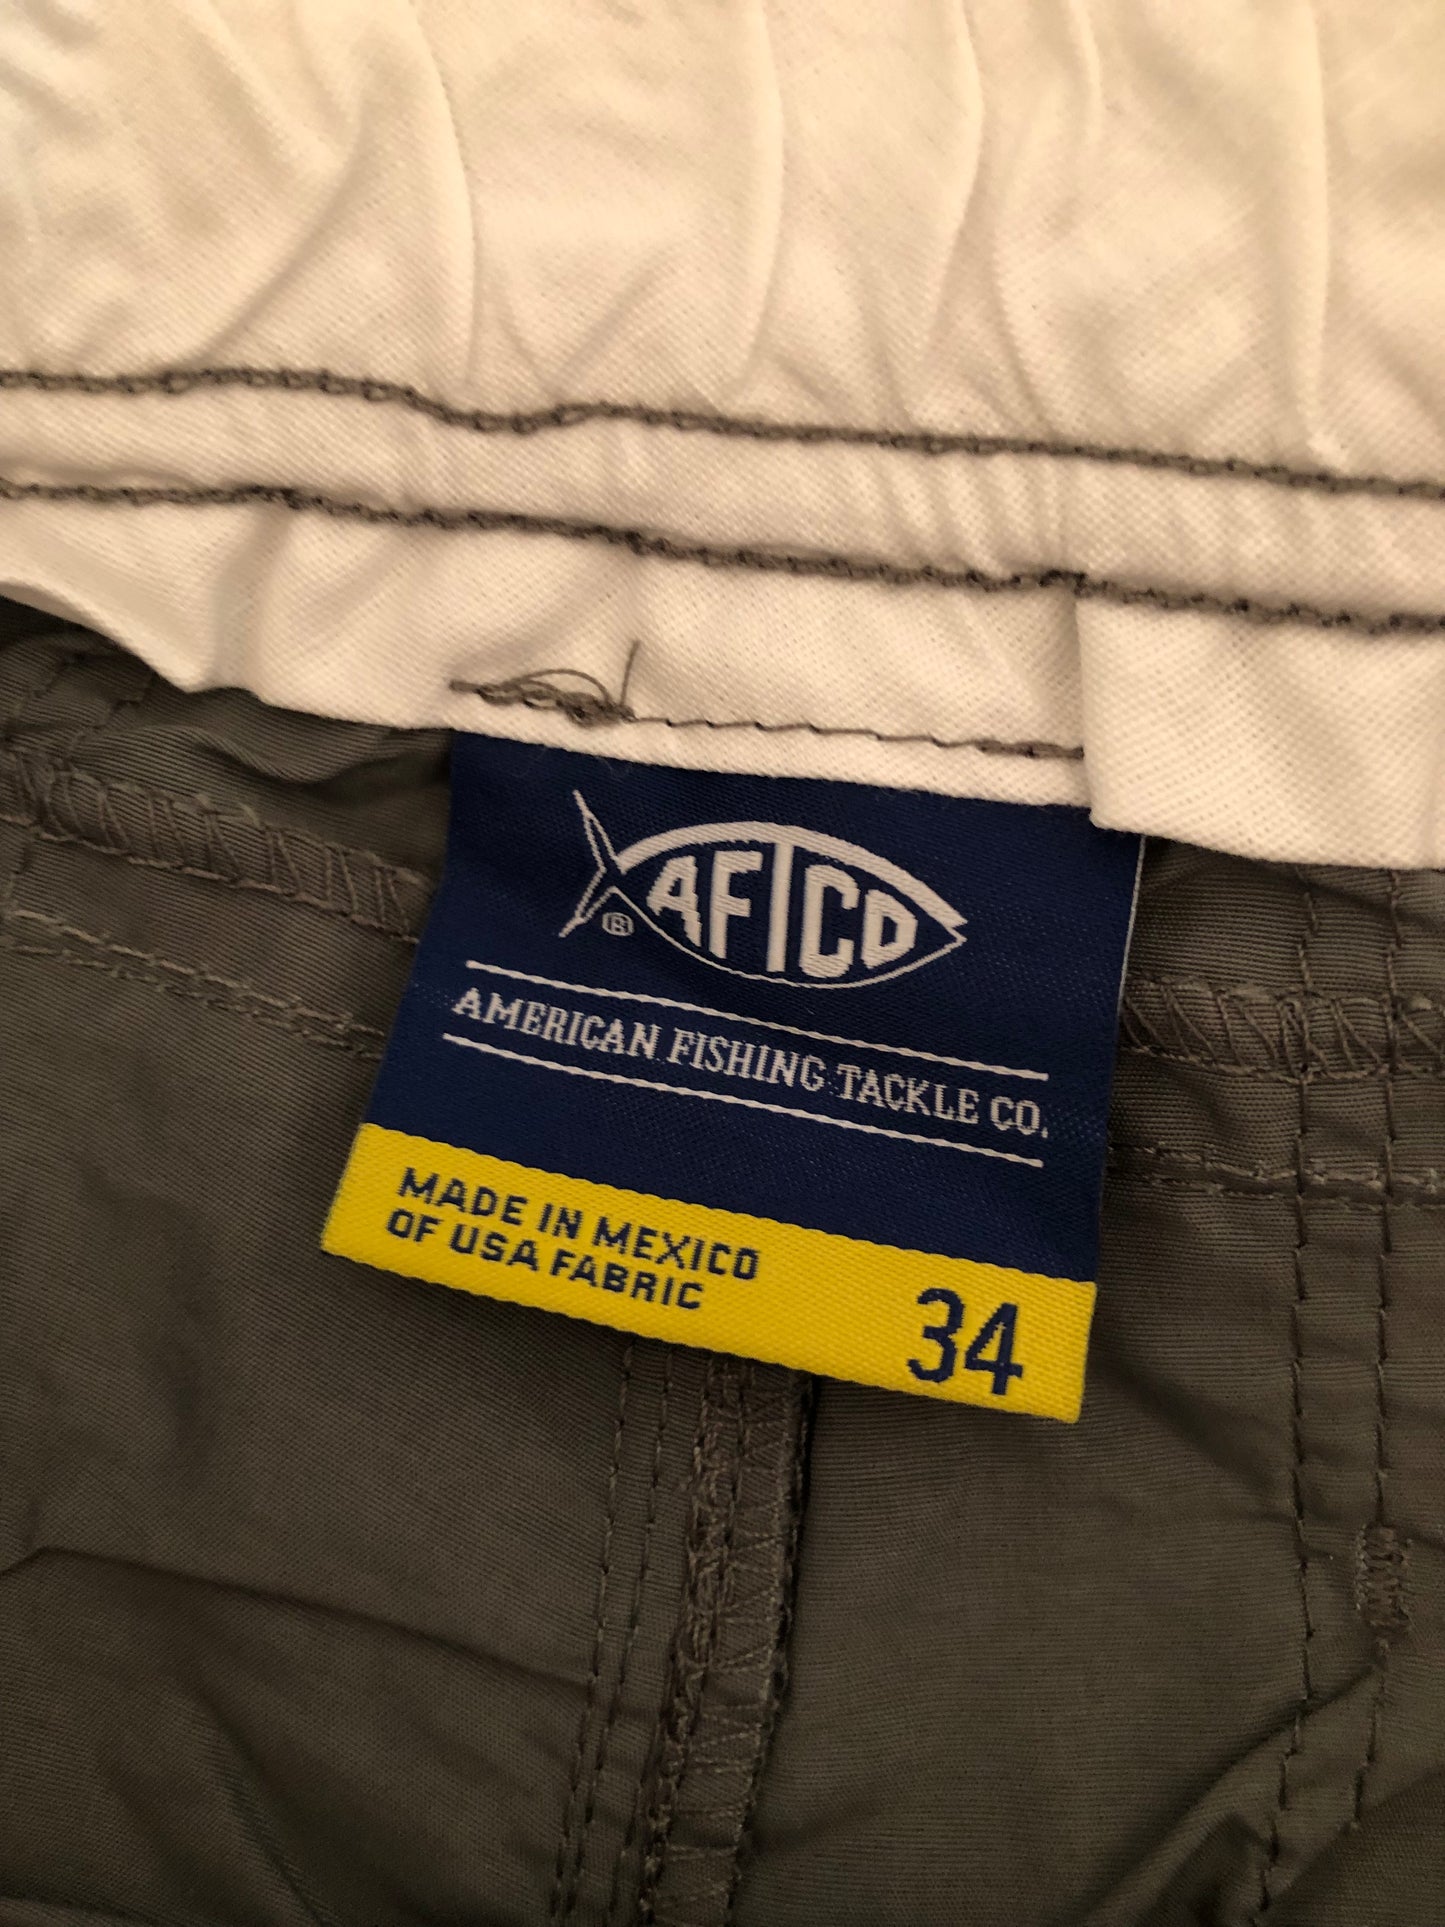 AFTCO
®
AMERICAN FISHING TACKLE CO.
MADE IN MEXICO
OF USA FABRIC
34